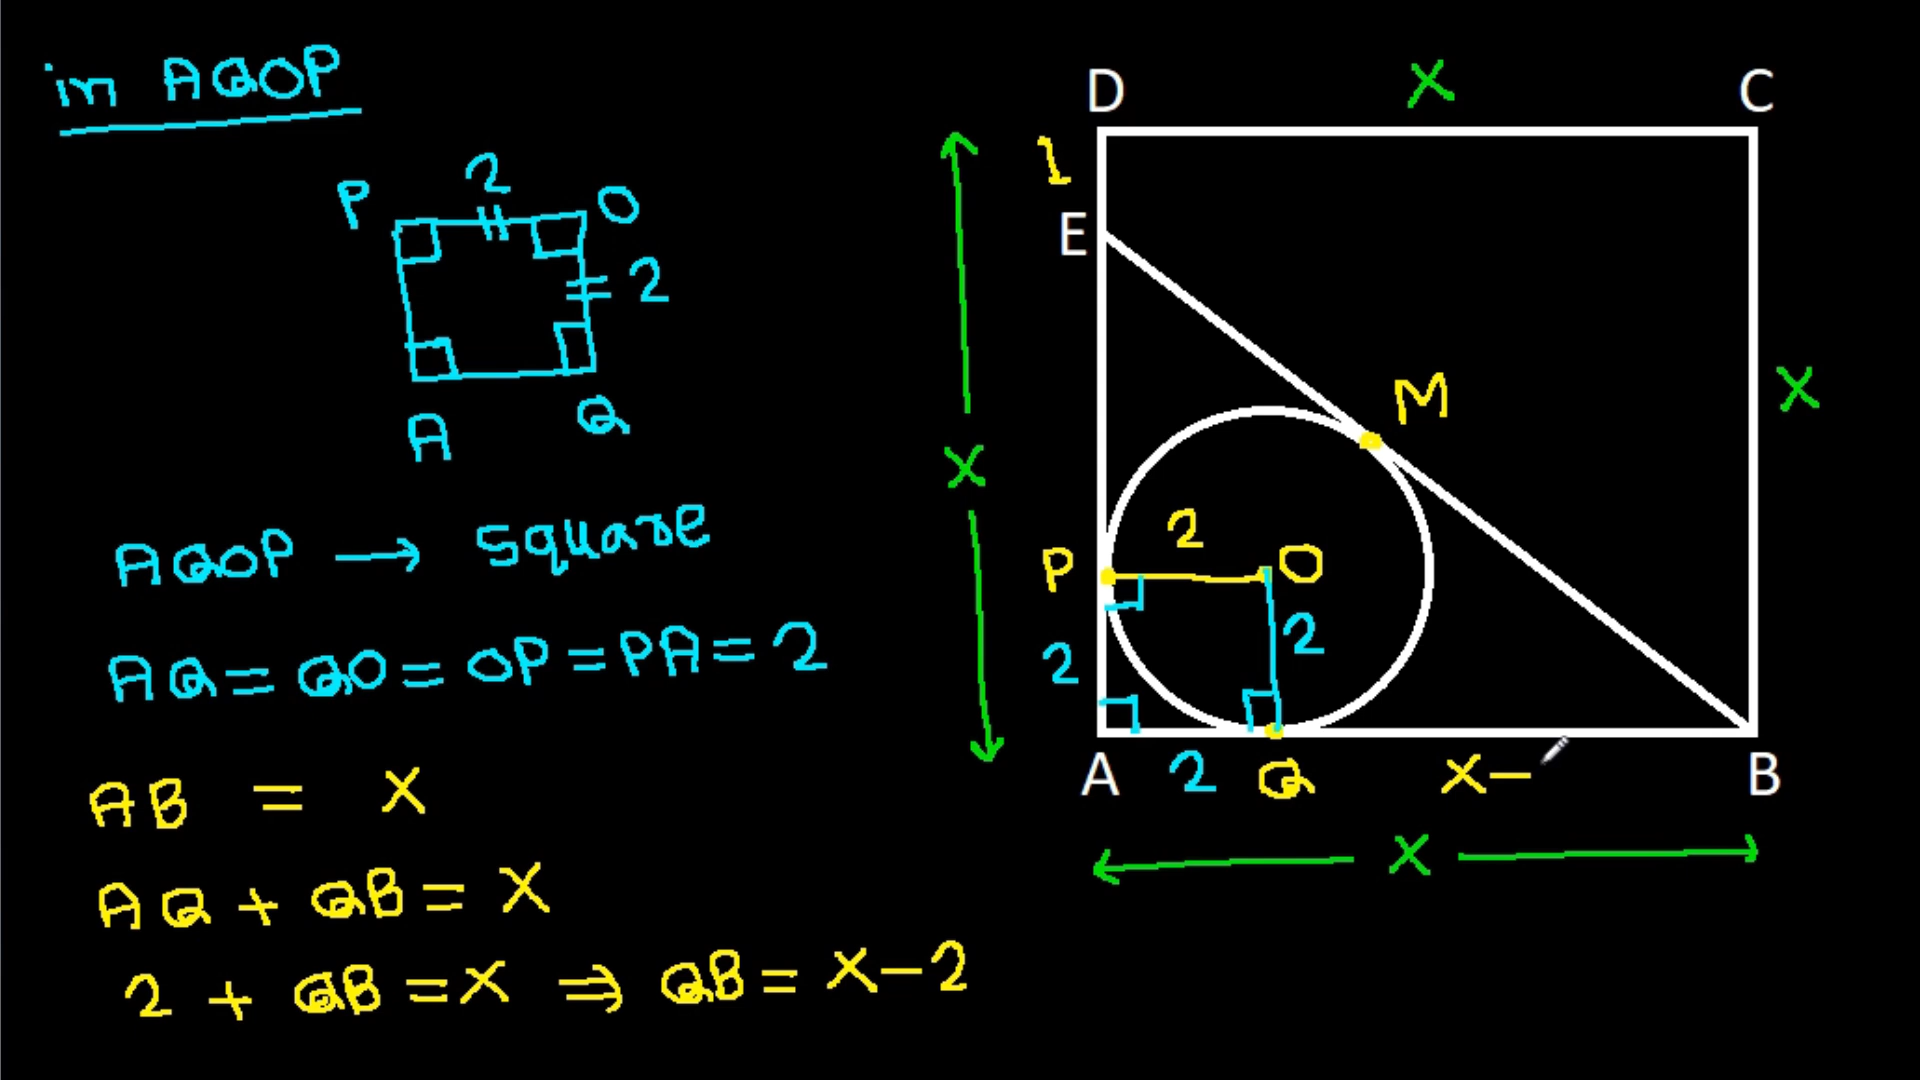 in AQOP
P 2 O
2
A Q
AQOP → square
AQ = QO = OP = PA = 2
AB = X
AQ + QB = X
2 + QB = X ⇒ QB = X-2
D X C
1
E
M
X X
P 2 O
2 2
A 2 Q X- B
X